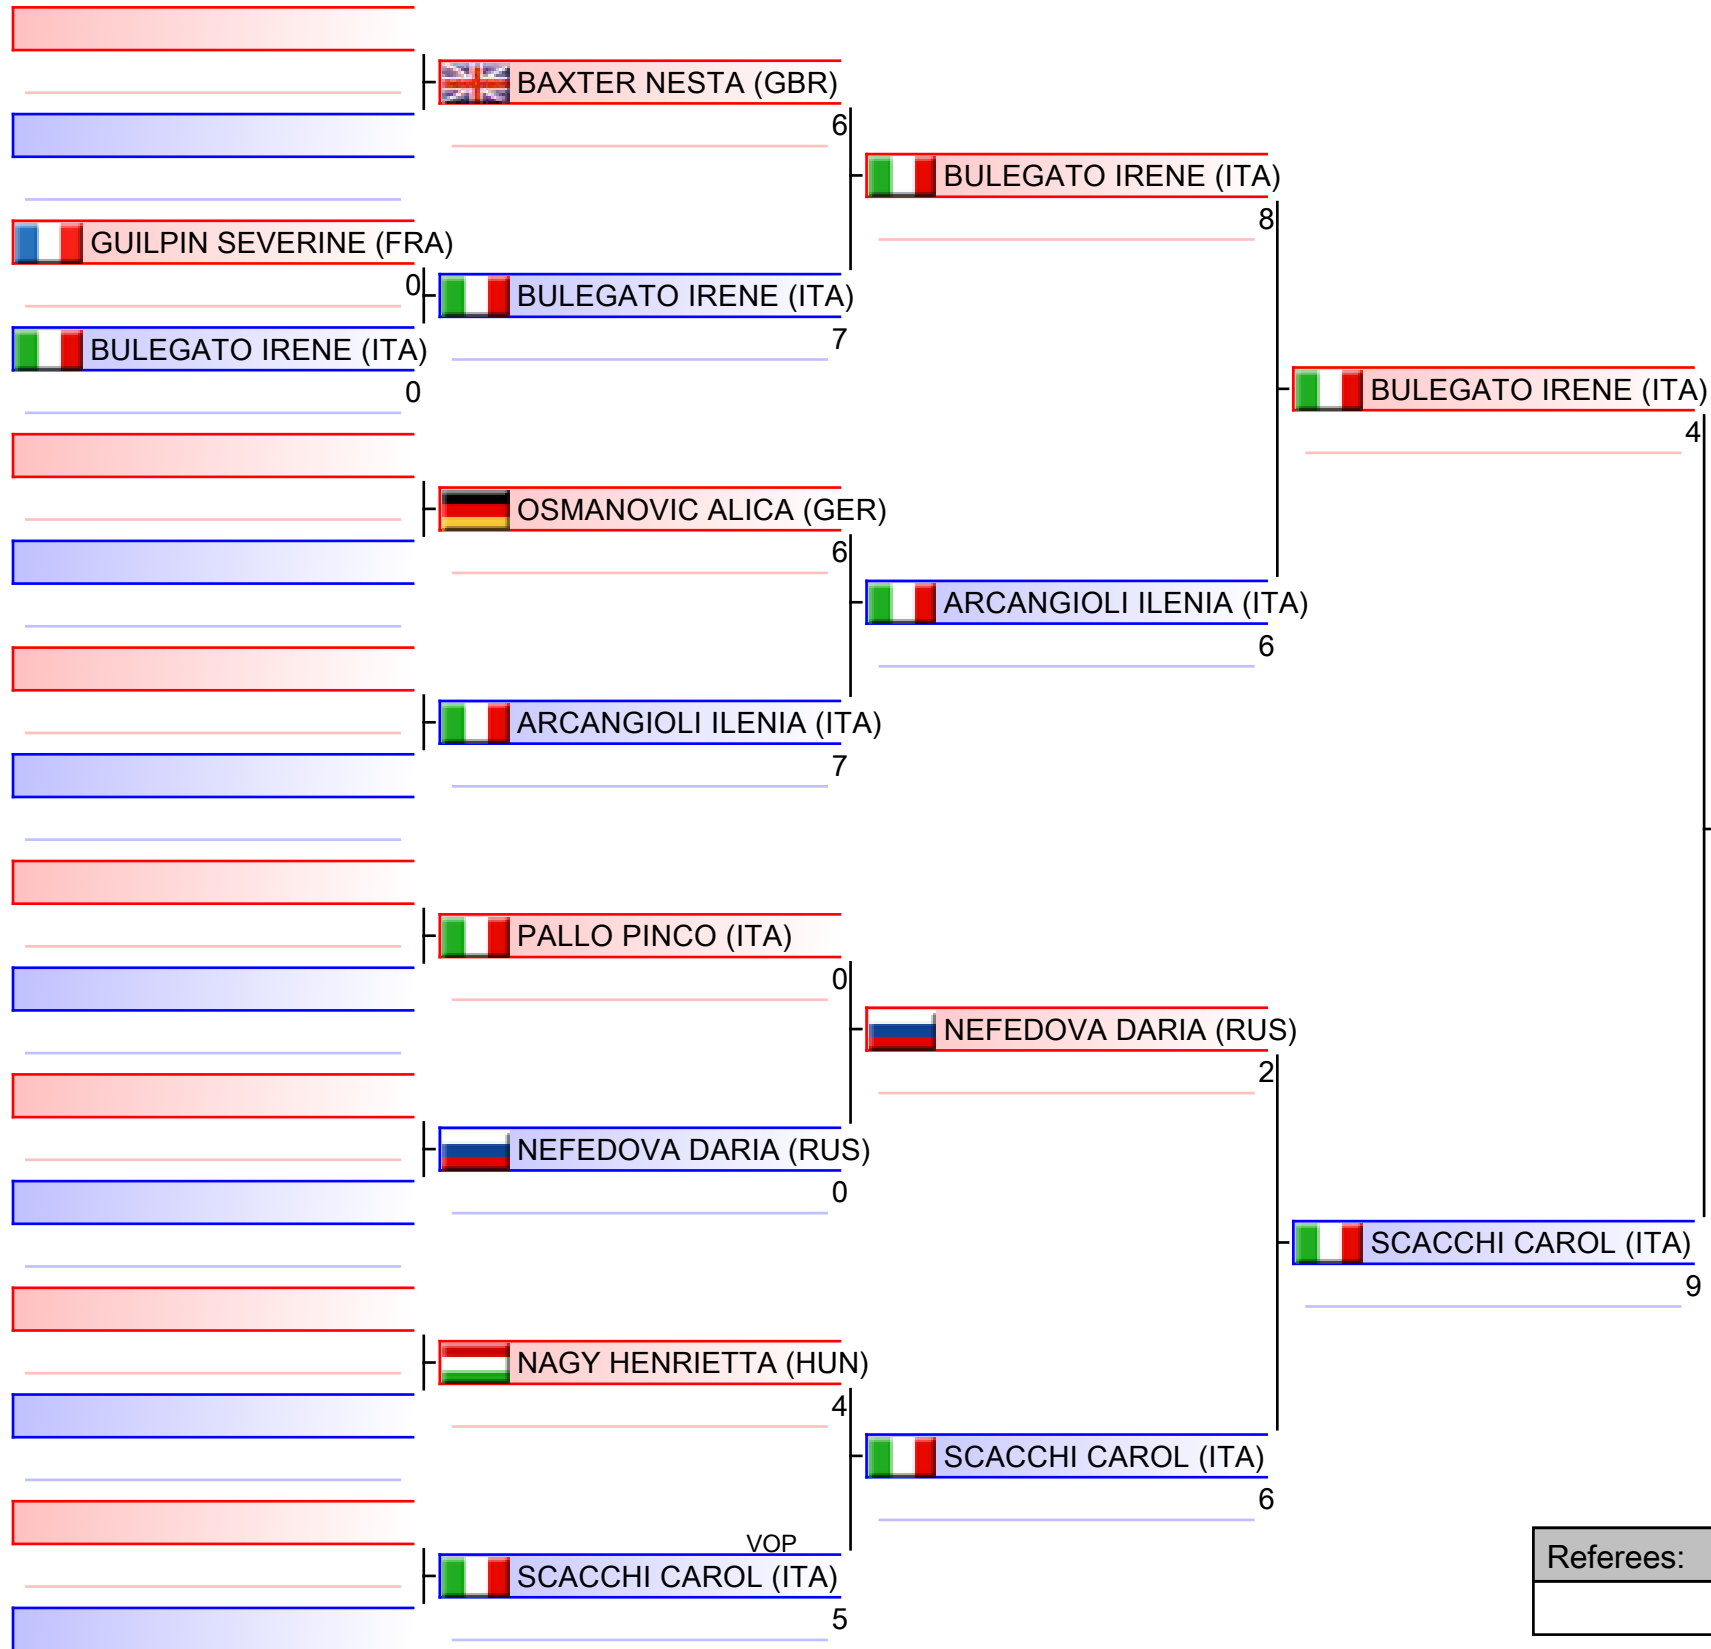 BAXTER NESTA (GBR)
6
BULEGATO IRENE (ITA)
8
GUILPIN SEVERINE (FRA)
0
BULEGATO IRENE (ITA)
7
BULEGATO IRENE (ITA)
0
BULEGATO IRENE (ITA)
4
OSMANOVIC ALICA (GER)
6
ARCANGIOLI ILENIA (ITA)
6
ARCANGIOLI ILENIA (ITA)
7
PALLO PINCO (ITA)
0
NEFEDOVA DARIA (RUS)
2
NEFEDOVA DARIA (RUS)
0
SCACCHI CAROL (ITA)
9
NAGY HENRIETTA (HUN)
4
SCACCHI CAROL (ITA)
6
VOP
SCACCHI CAROL (ITA)
5
Referees: